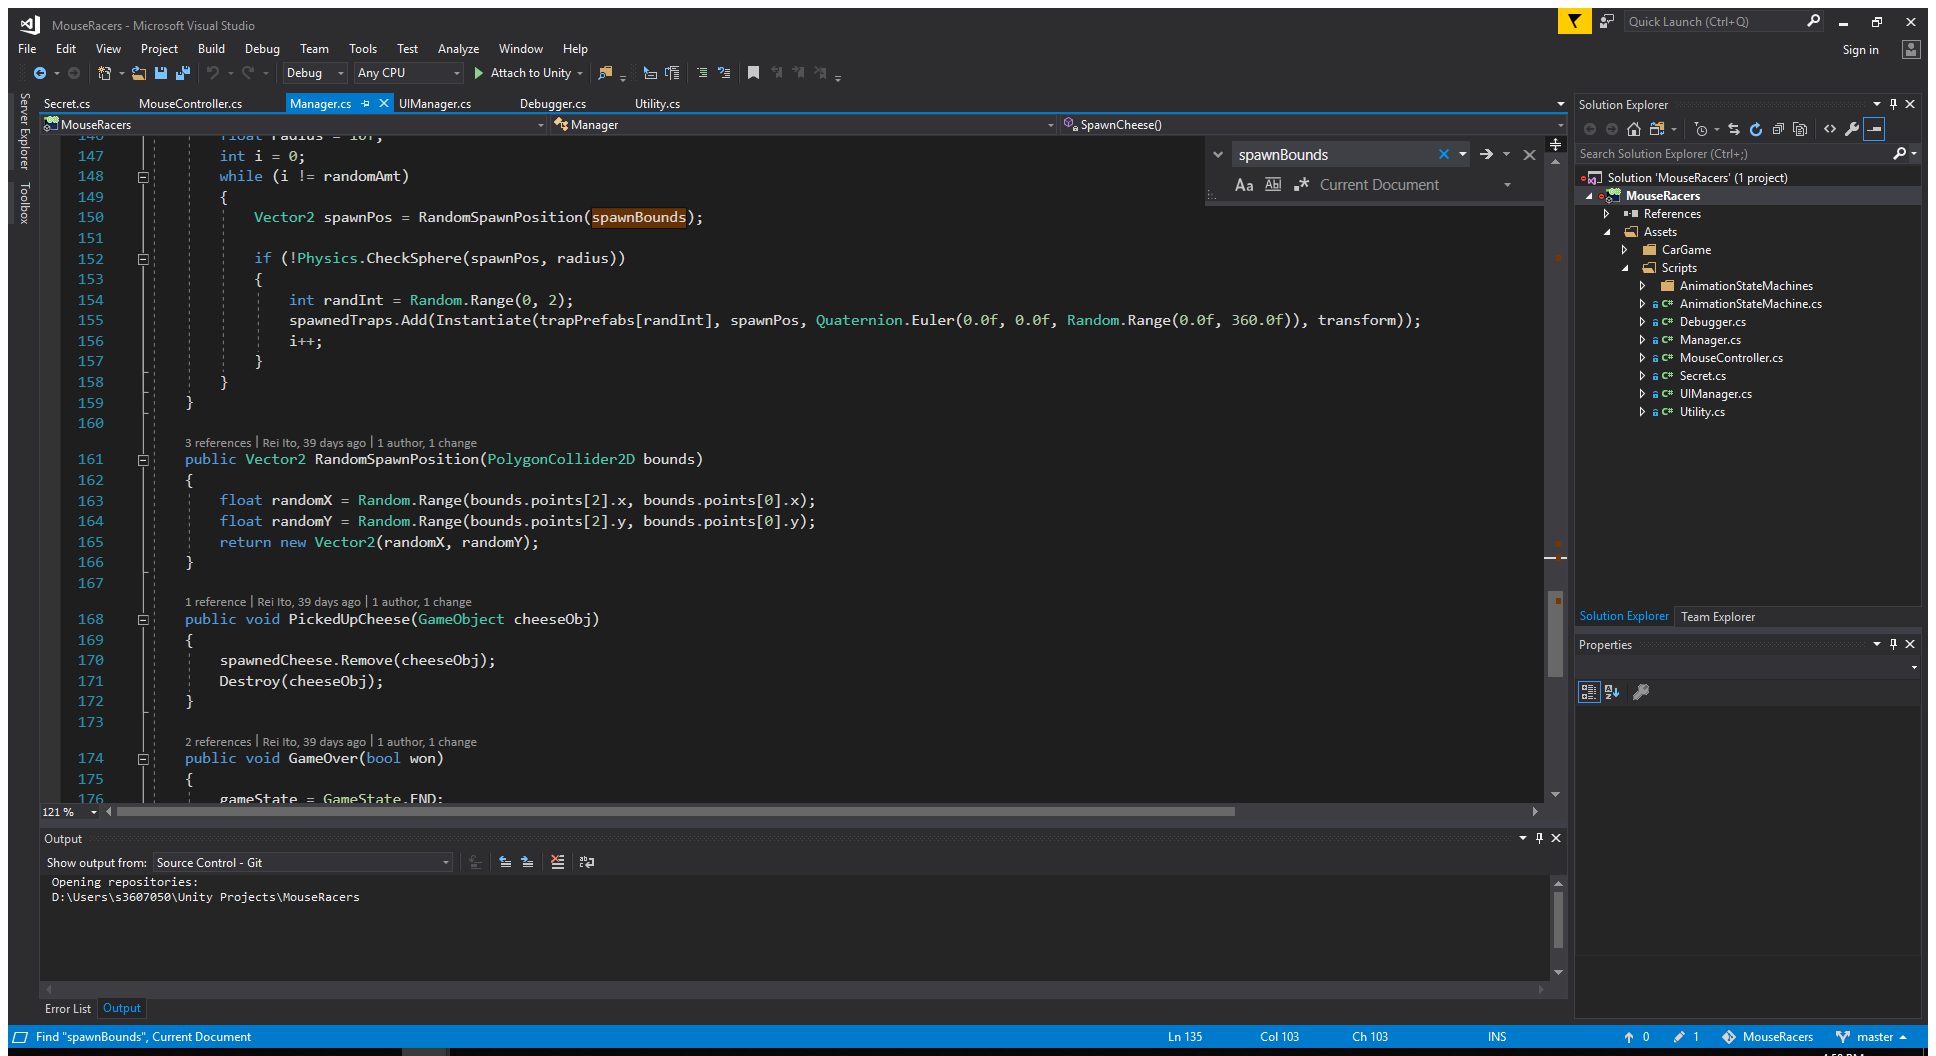 MouseRacers - Microsoft Visual Studio
Quick Launch (Ctrl+Q)
File Edit View Project Build Debug Team Tools Test Analyze Window Help
Sign in
Debug Any CPU Attach to Unity
Server Explorer
Toolbox
Secret.cs MouseController.cs Manager.cs UIManager.cs Debugger.cs Utility.cs
MouseRacers Manager SpawnCheese()
spawnBounds
Aa Abl .* Current Document
146 float radius = 10f;
147 int i = 0;
148 while (i != randomAmt)
149 {
150 Vector2 spawnPos = RandomSpawnPosition(spawnBounds);
151
152 if (!Physics.CheckSphere(spawnPos, radius))
153 {
154 int randInt = Random.Range(0, 2);
155 spawnedTraps.Add(Instantiate(trapPrefabs[randInt], spawnPos, Quaternion.Euler(0.0f, 0.0f, Random.Range(0.0f, 360.0f)), transform));
156 i++;
157 }
158 }
159 }
160
3 references | Rei Ito, 39 days ago | 1 author, 1 change
161 public Vector2 RandomSpawnPosition(PolygonCollider2D bounds)
162 {
163 float randomX = Random.Range(bounds.points[2].x, bounds.points[0].x);
164 float randomY = Random.Range(bounds.points[2].y, bounds.points[0].y);
165 return new Vector2(randomX, randomY);
166 }
167
1 reference | Rei Ito, 39 days ago | 1 author, 1 change
168 public void PickedUpCheese(GameObject cheeseObj)
169 {
170 spawnedCheese.Remove(cheeseObj);
171 Destroy(cheeseObj);
172 }
173
2 references | Rei Ito, 39 days ago | 1 author, 1 change
174 public void GameOver(bool won)
175 {
176 gameState = GameState.END;
121 %
Output
Show output from: Source Control - Git
Opening repositories:
D:\Users\s3607050\Unity Projects\MouseRacers
Error List Output
Solution Explorer
Search Solution Explorer (Ctrl+;)
Solution 'MouseRacers' (1 project)
MouseRacers
References
Assets
CarGame
Scripts
AnimationStateMachines
C# AnimationStateMachine.cs
C# Debugger.cs
C# Manager.cs
C# MouseController.cs
C# Secret.cs
C# UIManager.cs
C# Utility.cs
Solution Explorer Team Explorer
Properties
Find "spawnBounds", Current Document Ln 135 Col 103 Ch 103 INS 0 1 MouseRacers master